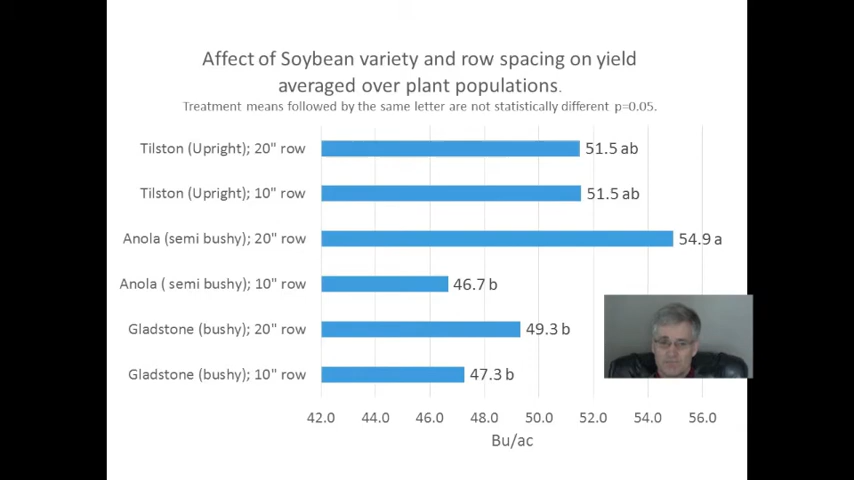 Affect of Soybean variety and row spacing on yield
averaged over plant populations.
Treatment means followed by the same letter are not statistically different p=0.05.
Tilston (Upright); 20" row 51.5 ab
Tilston (Upright); 10" row 51.5 ab
Anola (semi bushy); 20" row 54.9 a
Anola ( semi bushy); 10" row 46.7 b
Gladstone (bushy); 20" row 49.3 b
Gladstone (bushy); 10" row 47.3 b
42.0 44.0 46.0 48.0 50.0 52.0 54.0 56.0
Bu/ac